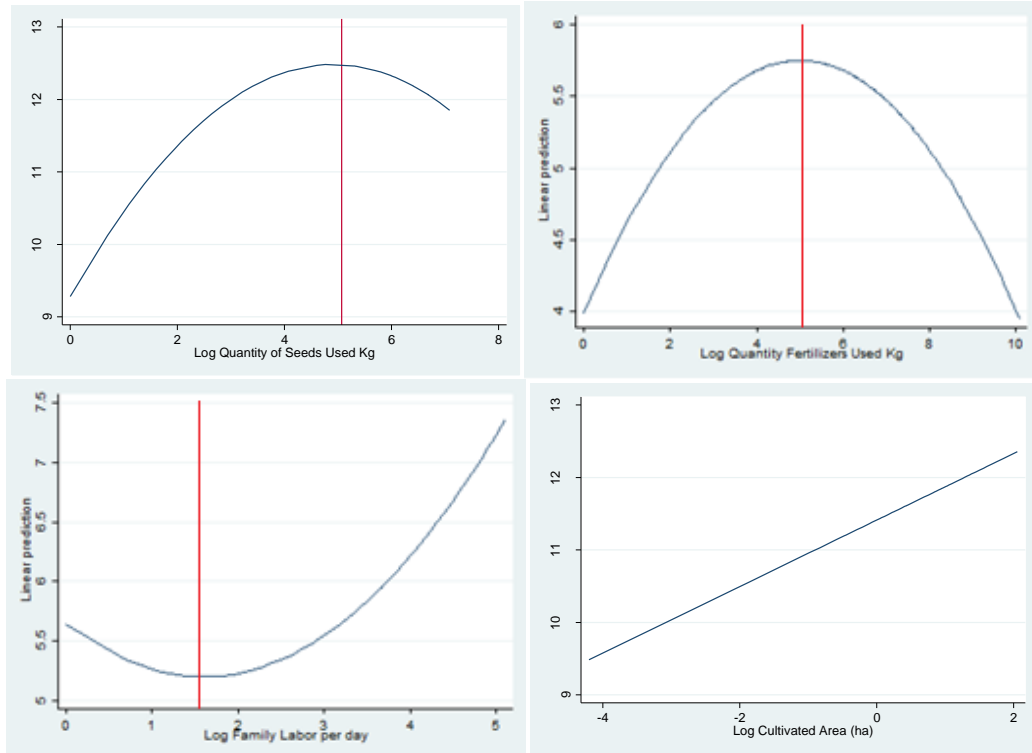 13
12
11
10
9
0 2 4 6 8
Log Quantity of Seeds Used Kg
Linear prediction
6
5.5
5
4.5
4
0 2 4 6 8 10
Log Quantity Fertilizers Used Kg
Linear prediction
7.5
7
6.5
6
5.5
5
0 1 2 3 4 5
Log Family Labor per day
13
12
11
10
9
-4 -2 0 2
Log Cultivated Area (ha)